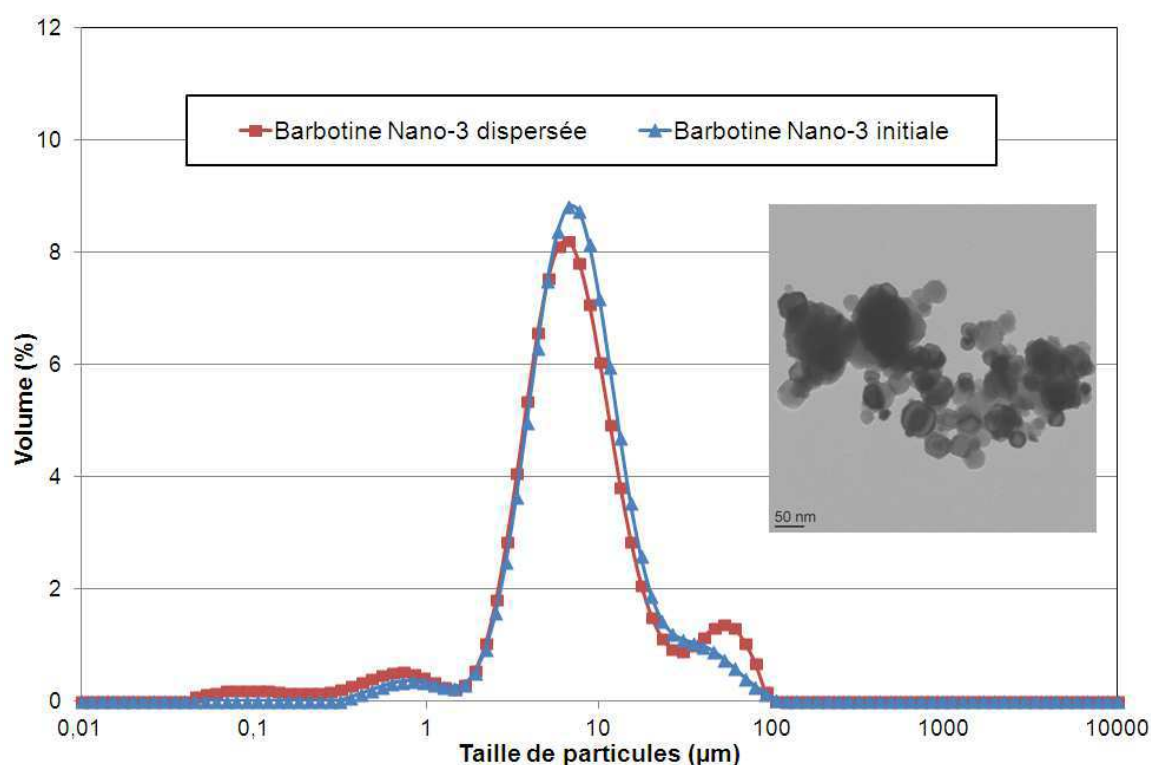 12
10
8
6
4
2
0
Volume (%)
Barbotine Nano-3 dispersée
Barbotine Nano-3 initiale
50 nm
0,01
0,1
1
10
100
1000
10000
Taille de particules (µm)